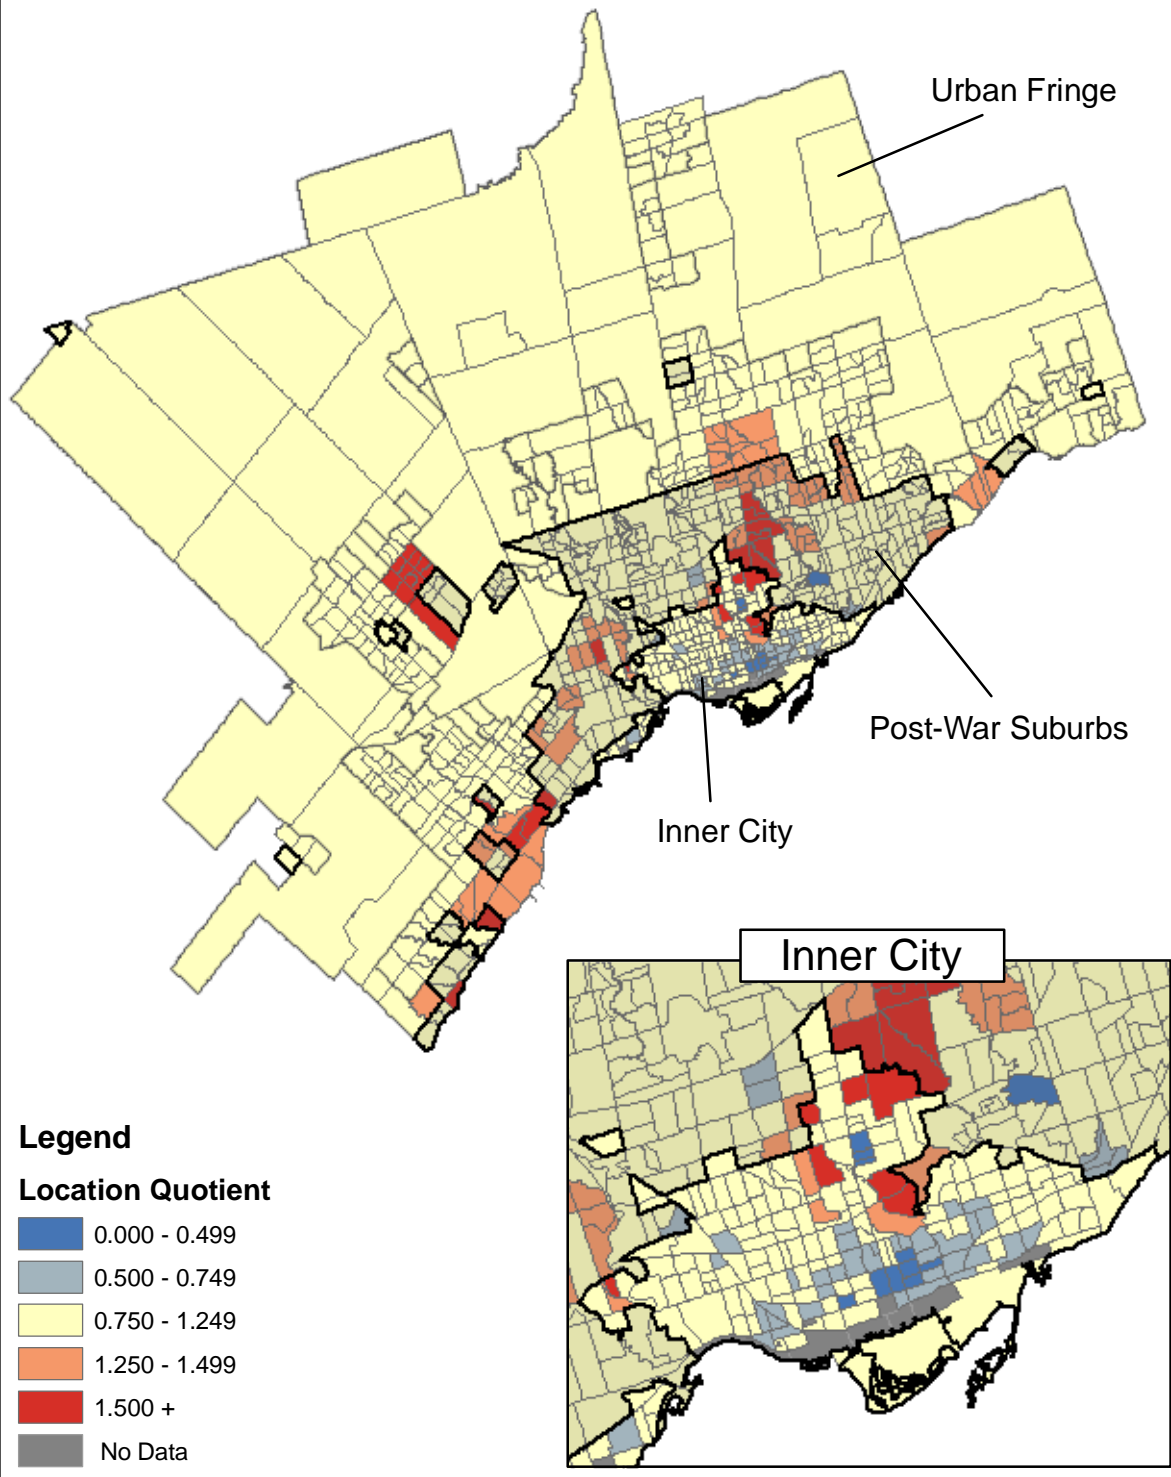 Urban Fringe
Post-War Suburbs
Inner City
Inner City
Legend
Location Quotient
0.000 - 0.499
0.500 - 0.749
0.750 - 1.249
1.250 - 1.499
1.500 +
No Data